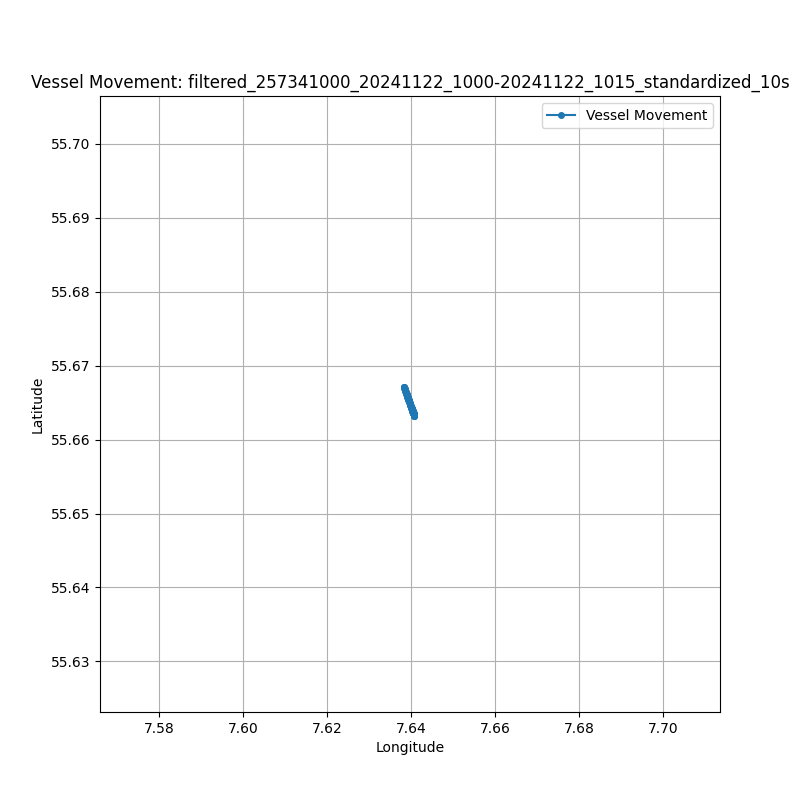 Vessel Movement: filtered_257341000_20241122_1000-20241122_1015_standardized_10s
Vessel Movement
55.70
55.69
55.68
55.67
55.66
55.65
55.64
55.63
Latitude
7.58 7.60 7.62 7.64 7.66 7.68 7.70
Longitude